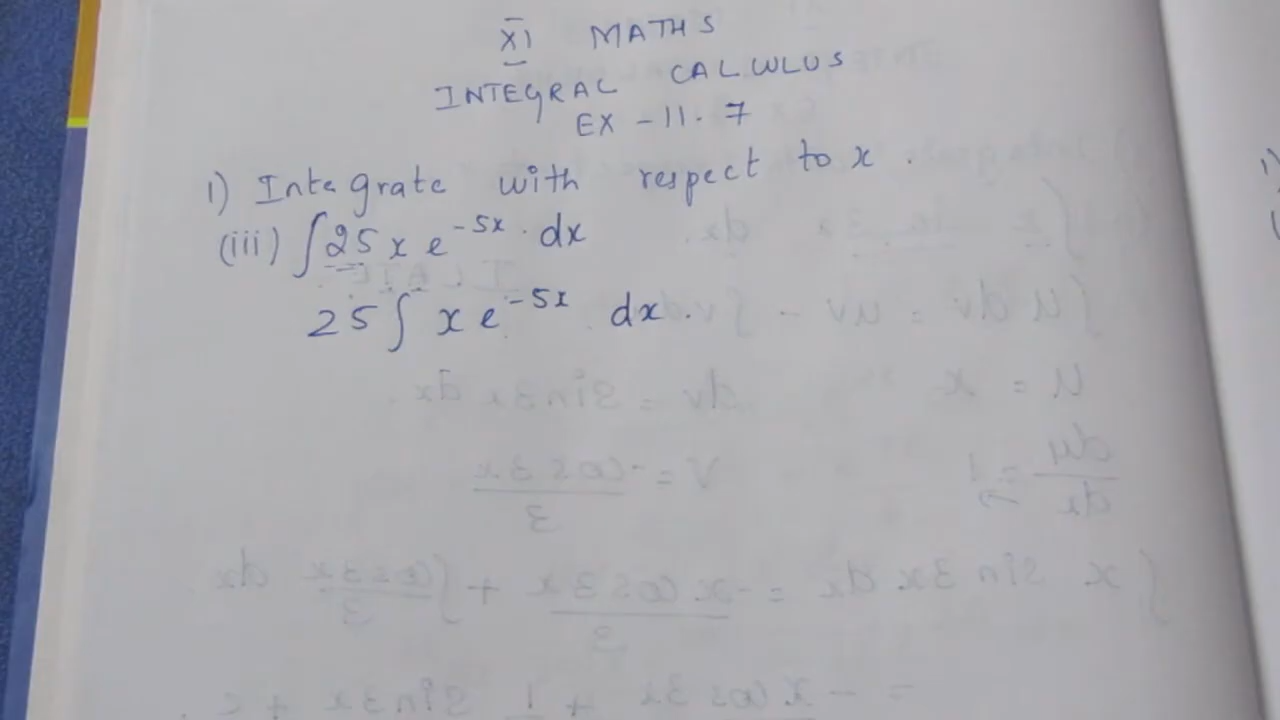 XI MATHS
INTEGRAL CALCULUS
EX - 11.7
1) Integrate with respect to x.
(iii) ∫25 x e^{-5x} . dx
25∫ x e^{-5x} dx.